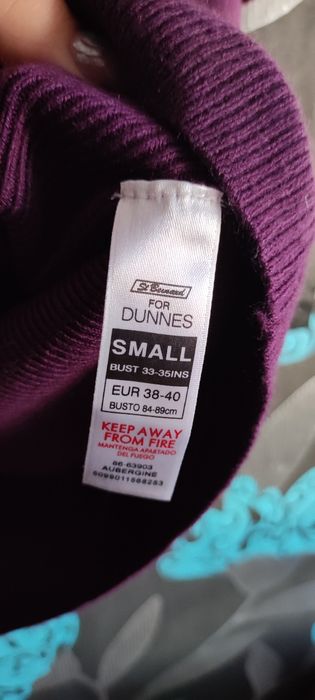 St Bernard
FOR
DUNNES
SMALL
BUST 33-35INS
EUR 38-40
BUSTO 84-89cm
KEEP AWAY
FROM FIRE
MANTENGA APARTADO
DEL FUEGO
66-63903
AUBERGINE
5099011568253